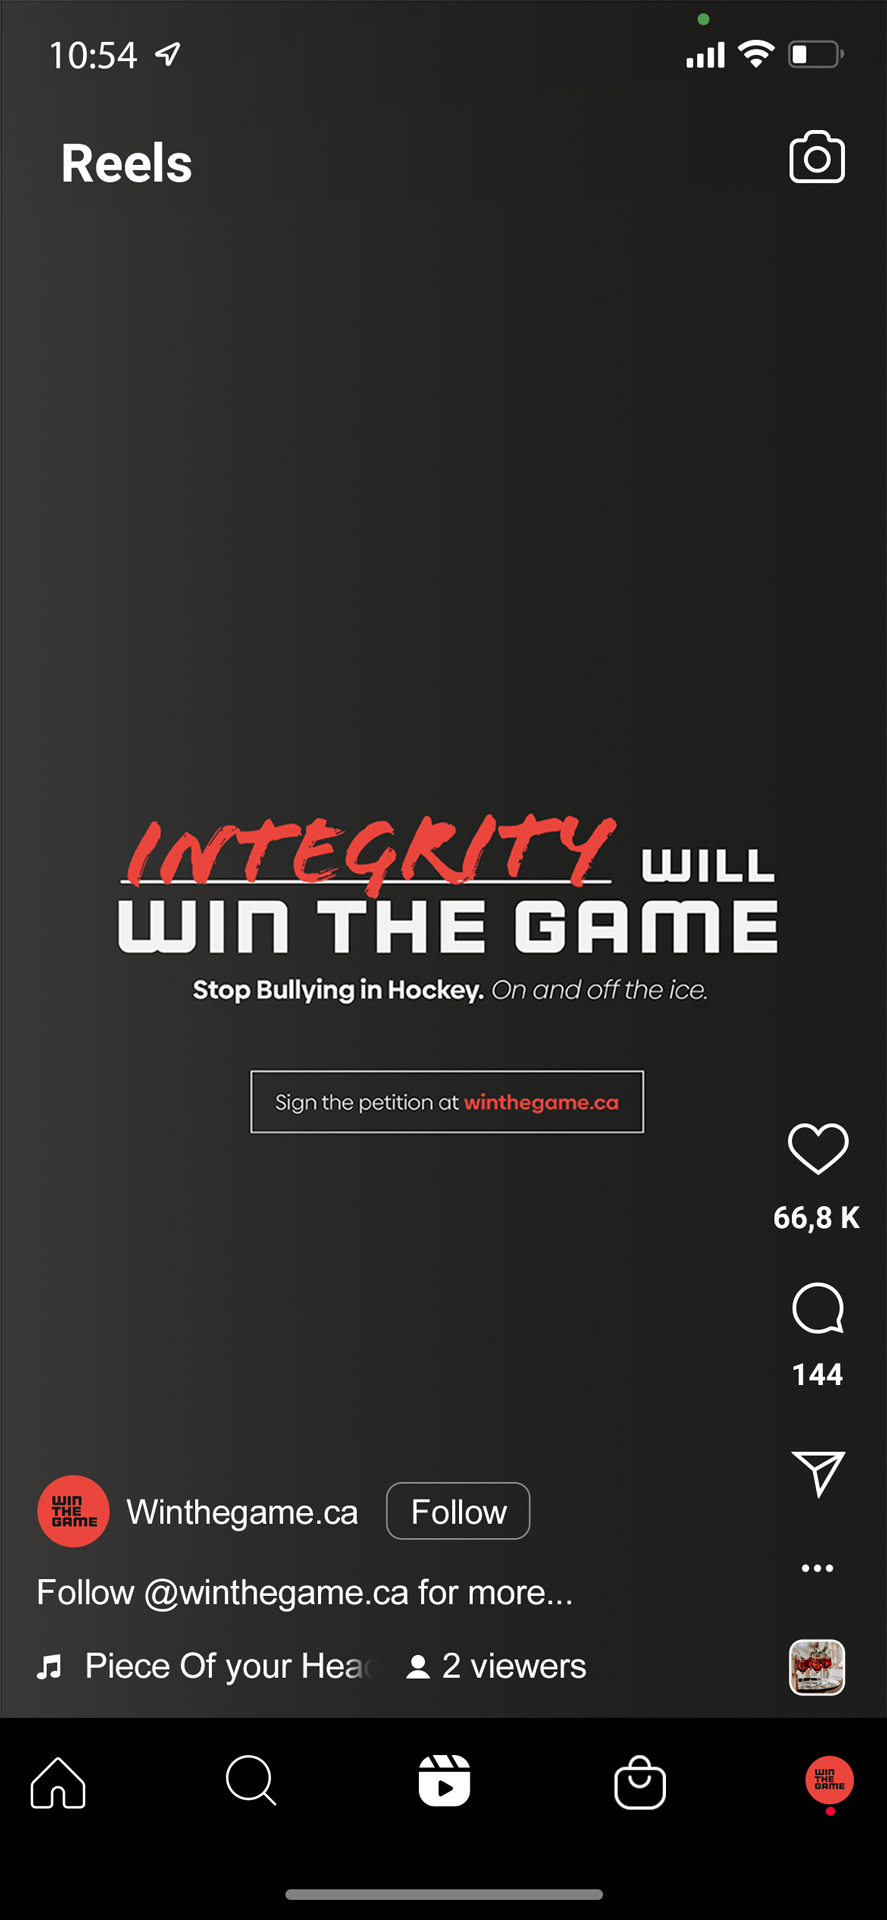 10:54
Reels
INTEGRITY WILL
WIN THE GAME
Stop Bullying in Hockey. On and off the ice.
Sign the petition at winthegame.ca
66,8 K
144
WIN
THE
GAME
Winthegame.ca
Follow
Follow @winthegame.ca for more...
Piece Of your Head
2 viewers
WIN
THE
GAME